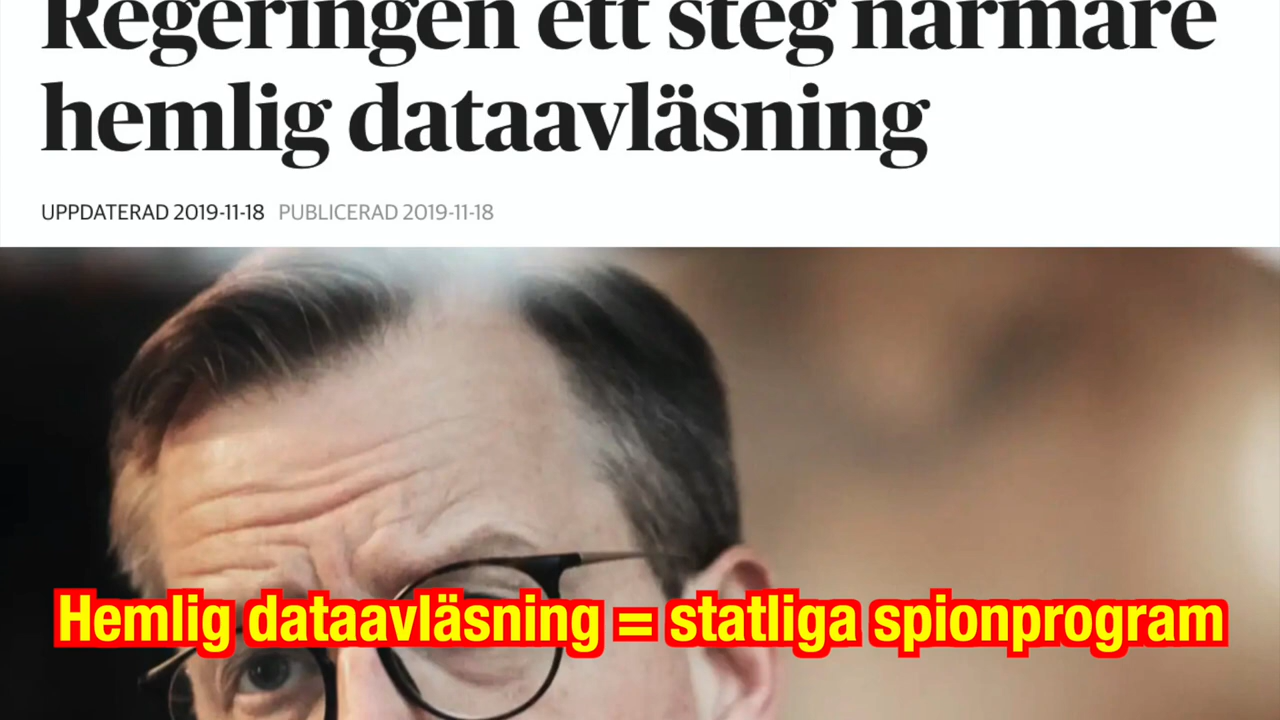 Regeringen ett steg närmare
hemlig dataavläsning
UPPDATERAD 2019-11-18 PUBLICERAD 2019-11-18
Hemlig dataavläsning = statliga spionprogram